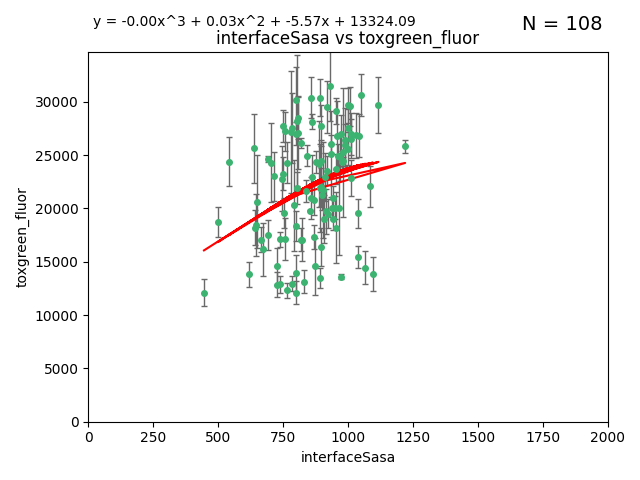 y = -0.00x^3 + 0.03x^2 + -5.57x + 13324.09
N = 108
interfaceSasa vs toxgreen_fluor
30000
25000
20000
15000
10000
5000
0
toxgreen_fluor
0 250 500 750 1000 1250 1500 1750 2000
interfaceSasa